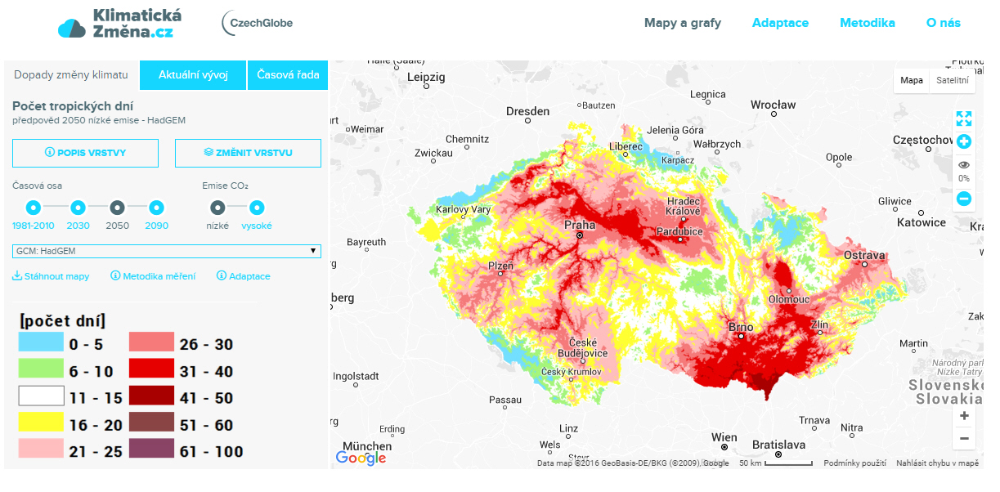 Klimatická
Změna.cz
CzechGlobe
Mapy a grafy
Adaptace
Metodika
O nás
Dopady změny klimatu
Aktuální vývoj
Časová řada
Počet tropických dní
předpověd 2050 nízké emise - HadGEM
POPIS VRSTVY
ZMĚNIT VRSTVU
Časová osa
Emise CO₂
1981-2010
2030
2050
2090
nízké
vysoké
GCM: HadGEM
Stáhnout mapy
Metodika měření
Adaptace
[počet dní]
0 - 5
26 - 30
6 - 10
31 - 40
11 - 15
41 - 50
16 - 20
51 - 60
21 - 25
61 - 100
Halle (Saale)
Leipzig
Mapa
Satelitní
Legnica
Bautzen
Dresden
Wrocław
Weimar
Jelenia Góra
Chemnitz
Wałbrzych
Zwickau
Liberec
Karpacz
Opole
0%
Gliwice
Katowice
Karlovy Vary
Hradec
Králové
Praha
Pardubice
Bayreuth
Plzeň
Ostrava
Olomouc
Brno
Zlín
České
Budějovice
Český Krumlov
Martin
Ingolstadt
Passau
Slovensko
Slovakia
Trnava
Nitra
Erding
Linz
Wels
Wien
Bratislava
München
Google
Data map ©2016 GeoBasis-DE/BKG (©2009), Google
50 km
Podmínky použití
Nahlásit chybu v mapě